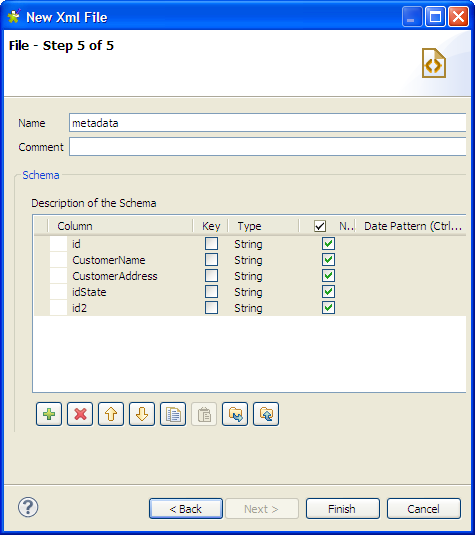 New Xml File
File - Step 5 of 5
Name metadata
Comment
Schema
Description of the Schema
Column Key Type N.. Date Pattern (Ctrl...
id String
CustomerName String
CustomerAddress String
idState String
id2 String
< Back Next > Finish Cancel